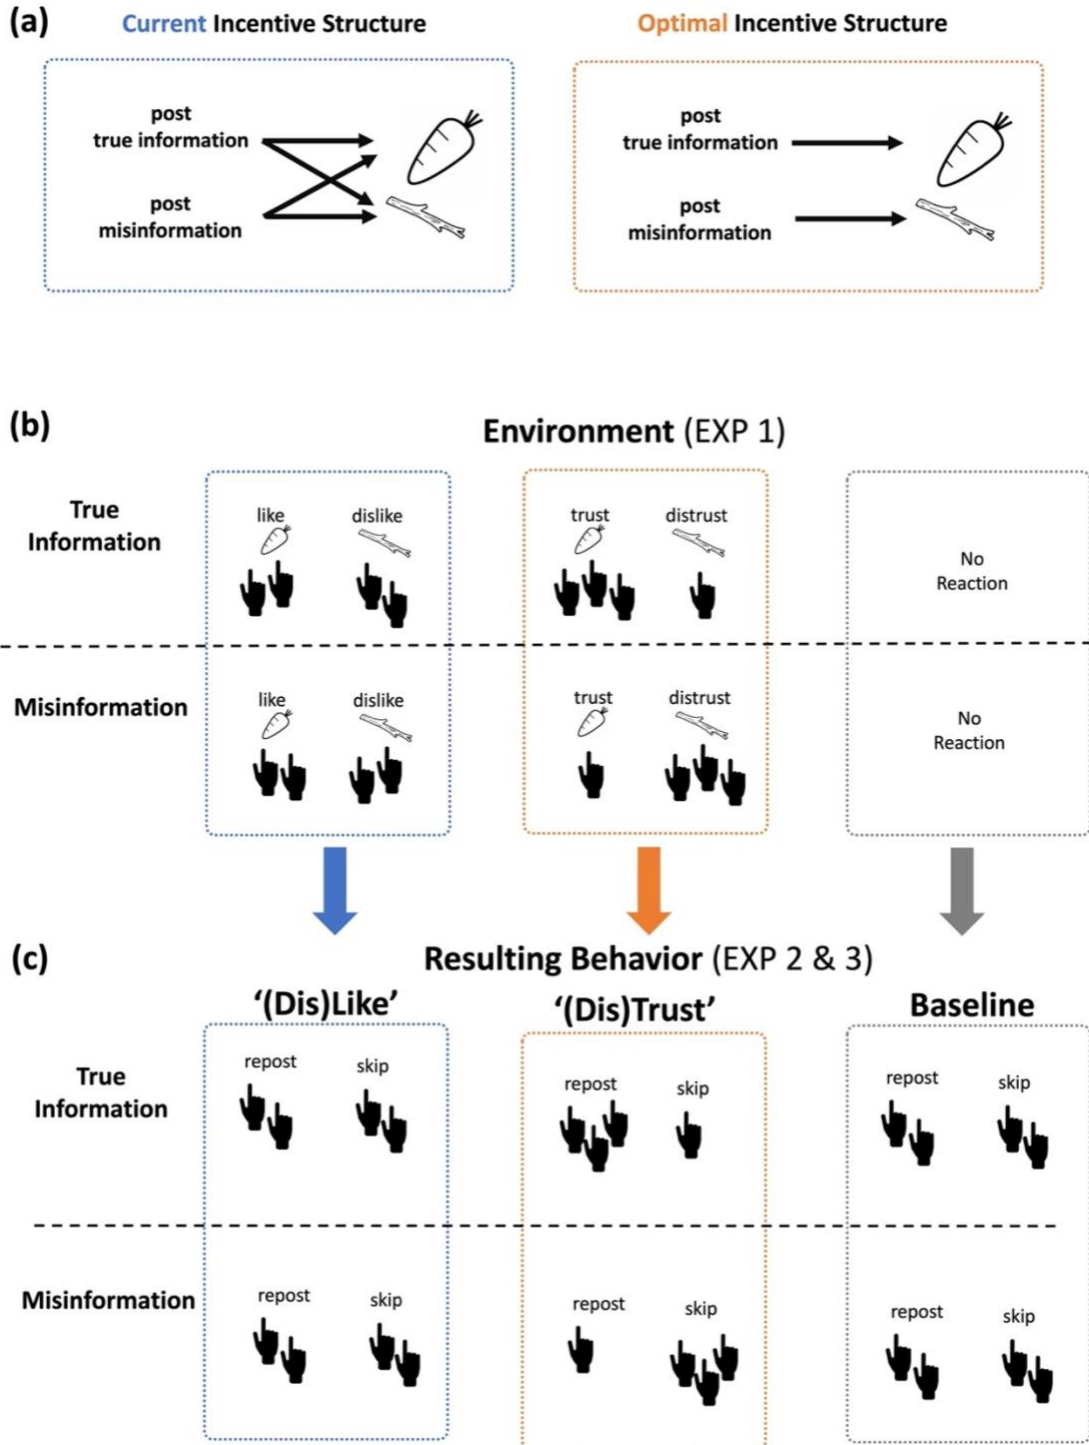 (a)
Current Incentive Structure
Optimal Incentive Structure
post
true information
post
misinformation
post
true information
post
misinformation
(b)
Environment (EXP 1)
True
Information
like
dislike
trust
distrust
No
Reaction
Misinformation
like
dislike
trust
distrust
No
Reaction
(c)
Resulting Behavior (EXP 2 & 3)
‘(Dis)Like’
‘(Dis)Trust’
Baseline
True
Information
repost
skip
repost
skip
repost
skip
Misinformation
repost
skip
repost
skip
repost
skip